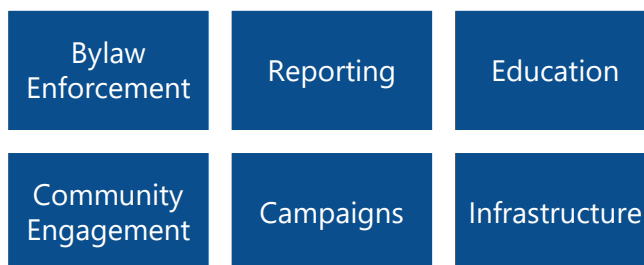 Bylaw
Enforcement
Reporting
Education
Community
Engagement
Campaigns
Infrastructure